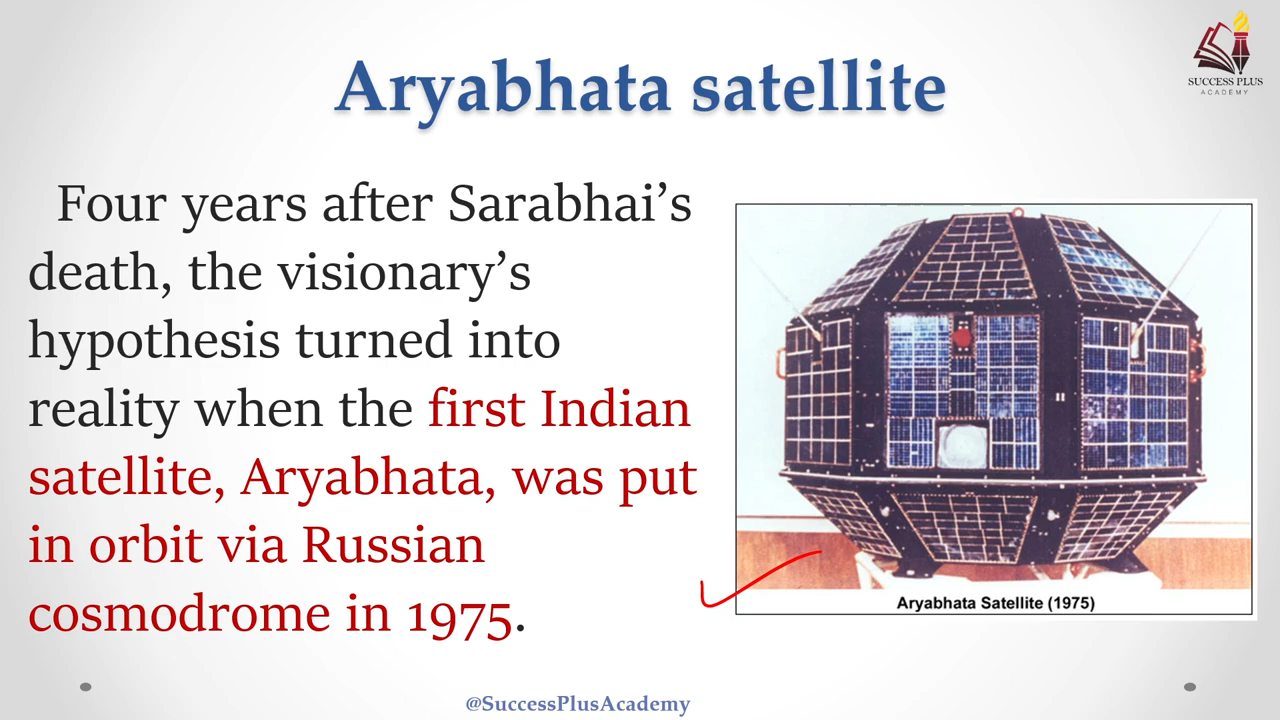 Aryabhata satellite
SUCCESS PLUS
ACADEMY
Four years after Sarabhai’s
death, the visionary’s
hypothesis turned into
reality when the first Indian
satellite, Aryabhata, was put
in orbit via Russian
cosmodrome in 1975.
Aryabhata Satellite (1975)
@SuccessPlusAcademy